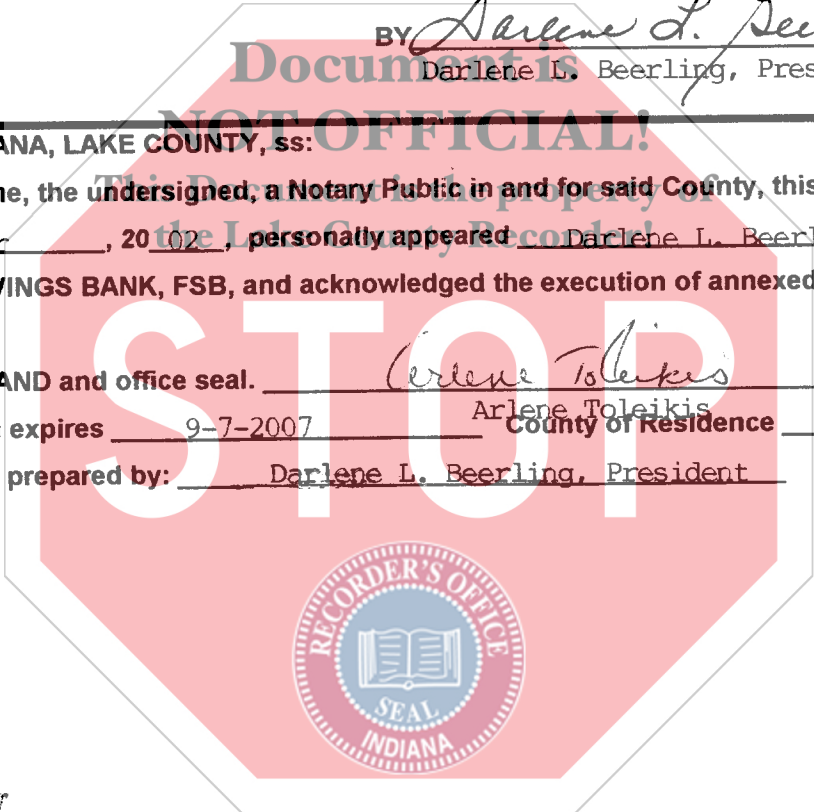 BY Darlene L. Bee
Document is
Darlene L. Beerling, Pres
NOT OFFICIAL!
ANA, LAKE COUNTY, ss:
ne, the undersigned, a Notary Public in and for said County, this
This Document is the property of
, 20 02 , personally appeared Darlene L. Beerl
the Lake County Recorder!
VINGS BANK, FSB, and acknowledged the execution of annexed
STOP
AND and office seal. Arlene Toleikis
Arlene Toleikis
expires 9-7-2007 County of Residence
prepared by: Darlene L. Beerling, President
RECORDER'S OFFICE
SEAL
INDIANA